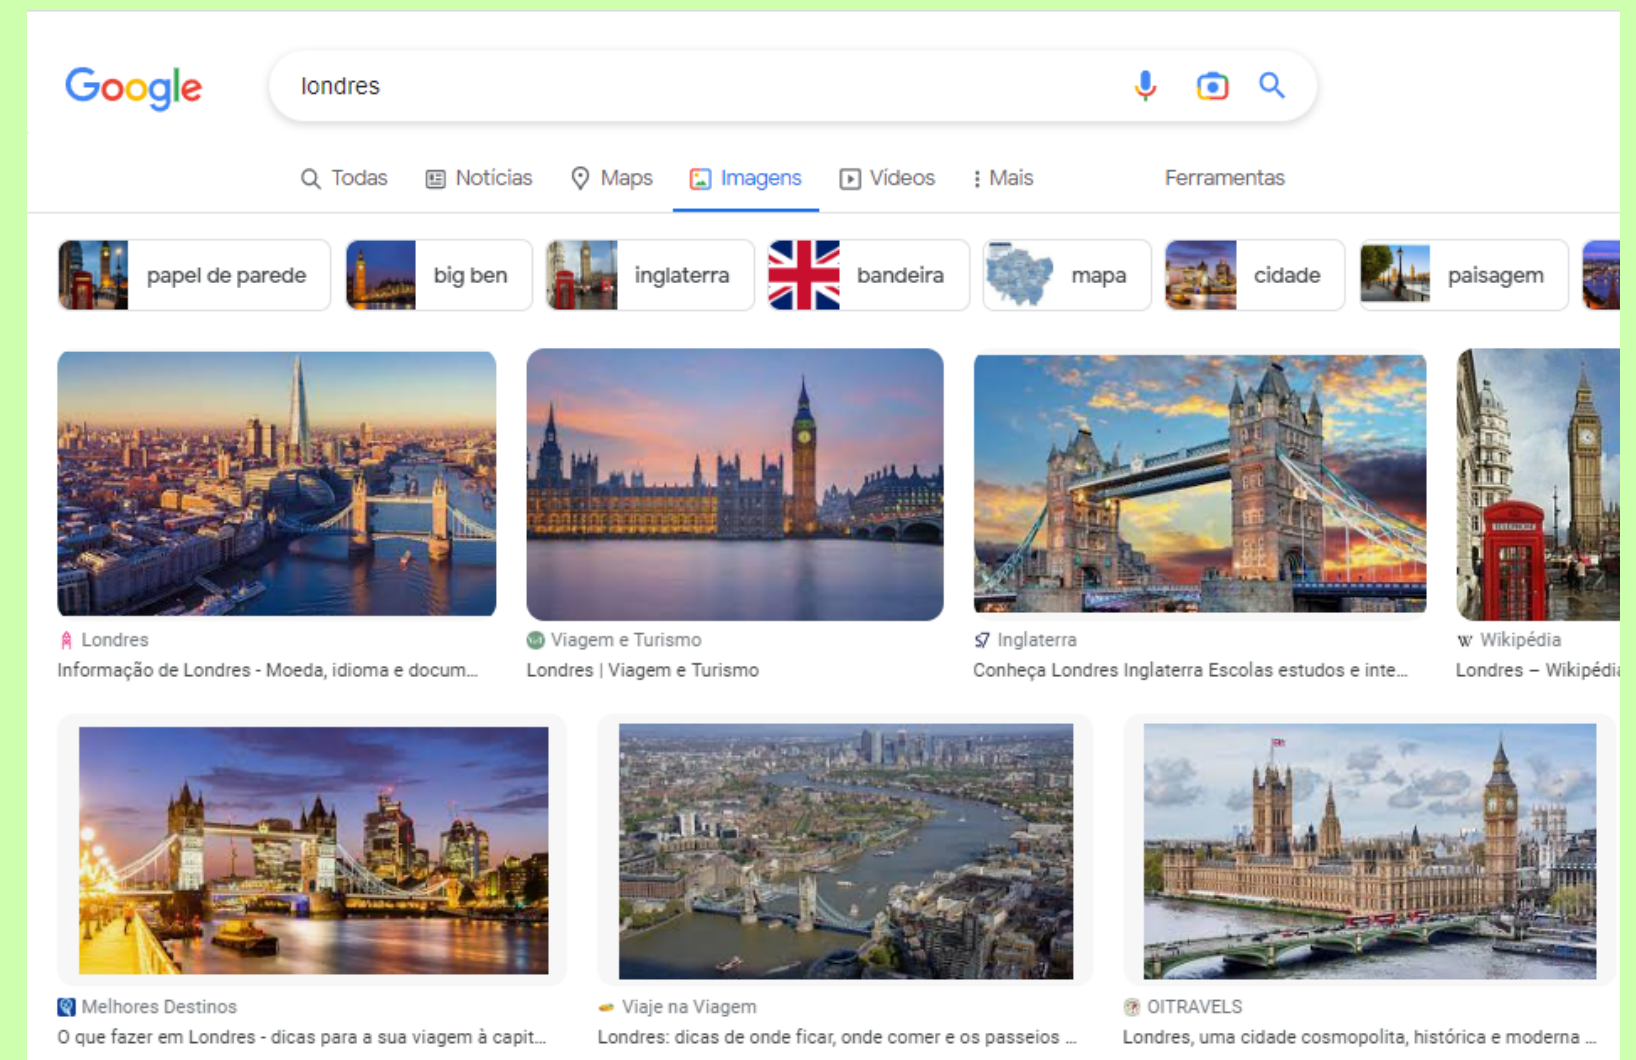 Google
londres
Todas
Notícias
Maps
Imagens
Vídeos
Mais
Ferramentas
papel de parede
big ben
inglaterra
bandeira
mapa
cidade
paisagem
TELEPHONE
Londres
Informação de Londres - Moeda, idioma e docum...
Viagem e Turismo
Londres | Viagem e Turismo
Inglaterra
Conheça Londres Inglaterra Escolas estudos e inte...
W Wikipédia
Londres – Wikipédia
Melhores Destinos
O que fazer em Londres - dicas para a sua viagem à capit...
Viaje na Viagem
Londres: dicas de onde ficar, onde comer e os passeios ...
OITRAVELS
Londres, uma cidade cosmopolita, histórica e moderna ...